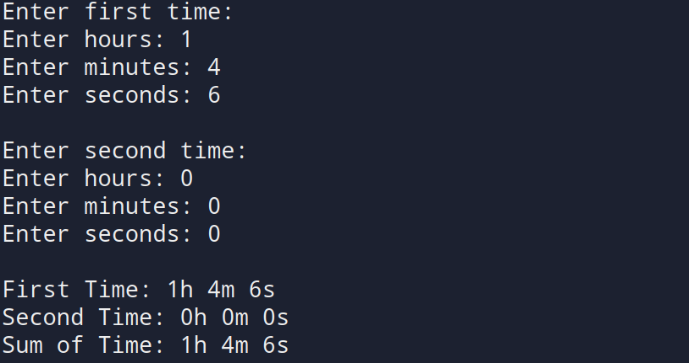 Enter first time:
Enter hours: 1
Enter minutes: 4
Enter seconds: 6
Enter second time:
Enter hours: 0
Enter minutes: 0
Enter seconds: 0
First Time: 1h 4m 6s
Second Time: 0h 0m 0s
Sum of Time: 1h 4m 6s